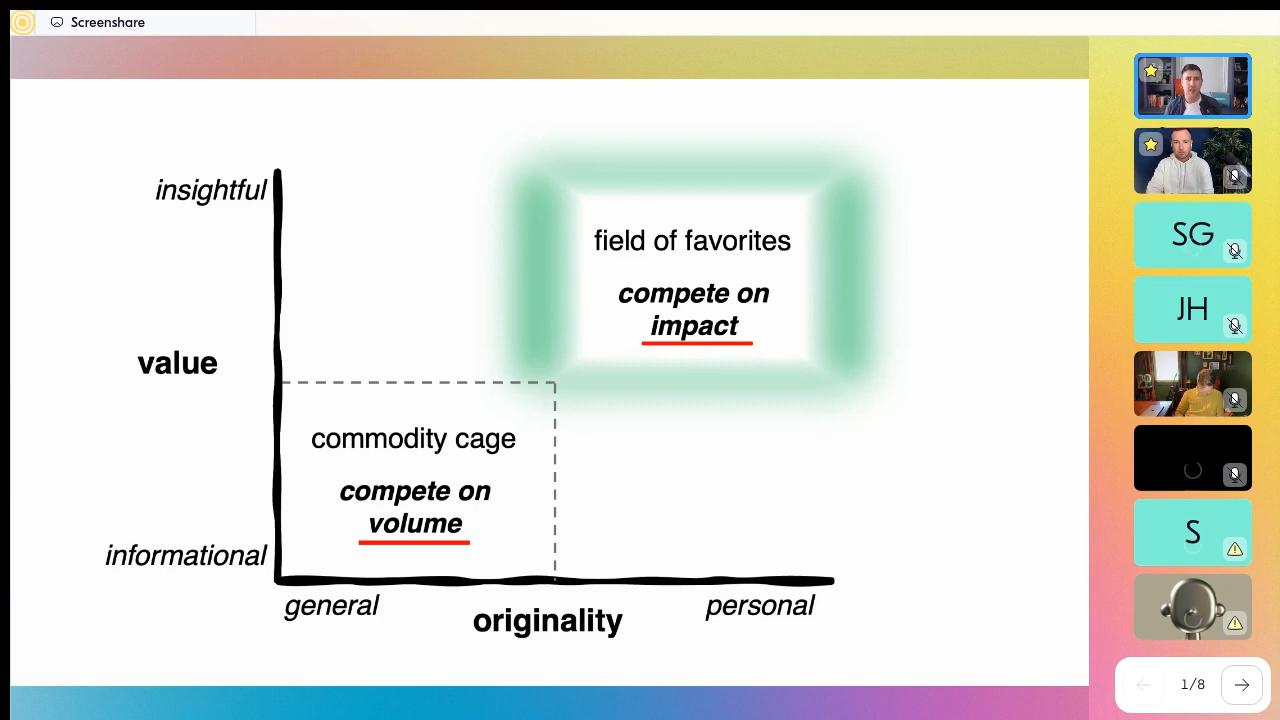 Screenshare
insightful
field of favorites
compete on
impact
value
commodity cage
compete on
volume
informational
general
originality
personal
SG
JH
S
1/8